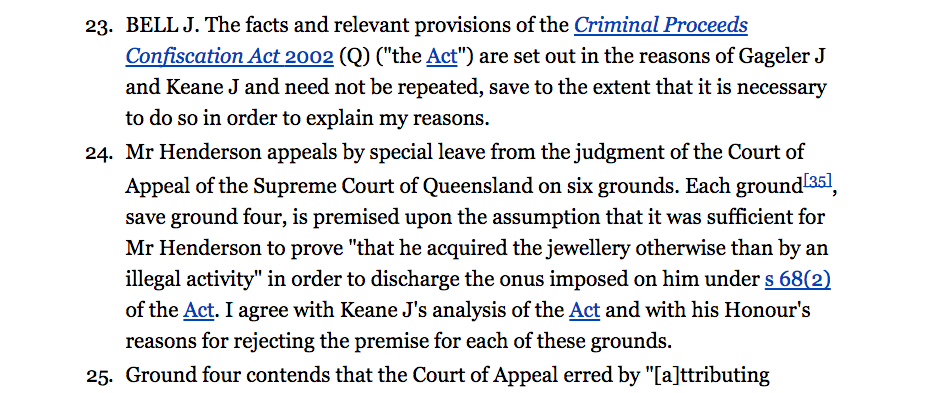 23. BELL J. The facts and relevant provisions of the Criminal Proceeds
Confiscation Act 2002 (Q) ("the Act") are set out in the reasons of Gageler J
and Keane J and need not be repeated, save to the extent that it is necessary
to do so in order to explain my reasons.
24. Mr Henderson appeals by special leave from the judgment of the Court of
Appeal of the Supreme Court of Queensland on six grounds. Each ground[35],
save ground four, is premised upon the assumption that it was sufficient for
Mr Henderson to prove "that he acquired the jewellery otherwise than by an
illegal activity" in order to discharge the onus imposed on him under s 68(2)
of the Act. I agree with Keane J's analysis of the Act and with his Honour's
reasons for rejecting the premise for each of these grounds.
25. Ground four contends that the Court of Appeal erred by "[a]ttributing